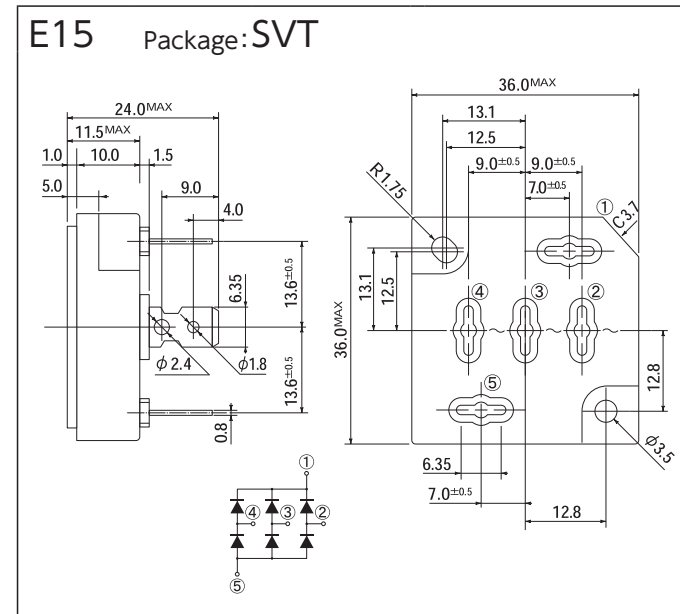 E15 Package:SVT
24.0MAX
11.5MAX
1.0 10.0 1.5
5.0 9.0
4.0
13.6±0.5
6.35
13.6±0.5
0.8
φ2.4 φ1.8
36.0MAX
13.1
12.5
9.0±0.5 9.0±0.5
7.0±0.5
R1.75
①
C3.7
36.0MAX
13.1
12.5
④ ③ ②
~ ~
⑤
12.8
6.35
7.0±0.5
12.8
φ3.5
①
④ ③ ②
⑤